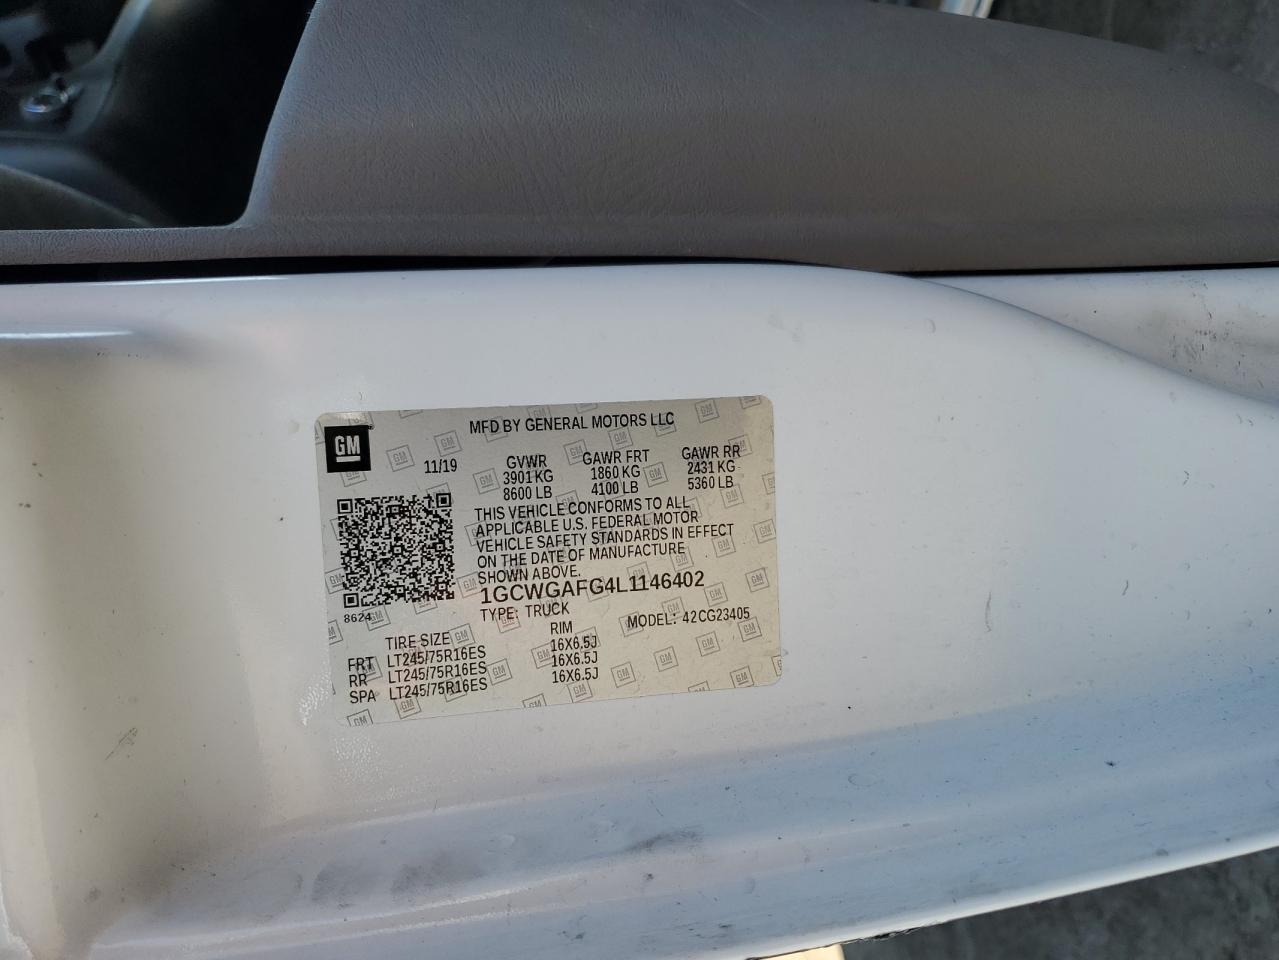 MFD BY GENERAL MOTORS LLC
GM
11/19 GVWR GAWR FRT GAWR RR
3901 KG 1860 KG 2431 KG
8600 LB 4100 LB 5360 LB
THIS VEHICLE CONFORMS TO ALL
APPLICABLE U.S. FEDERAL MOTOR
VEHICLE SAFETY STANDARDS IN EFFECT
ON THE DATE OF MANUFACTURE
SHOWN ABOVE.
1GCWGAFG4L1146402
8624
TYPE: TRUCK MODEL: 42CG23405
TIRE SIZE RIM
FRT LT245/75R16ES 16X6.5J
RR LT245/75R16ES 16X6.5J
SPA LT245/75R16ES 16X6.5J